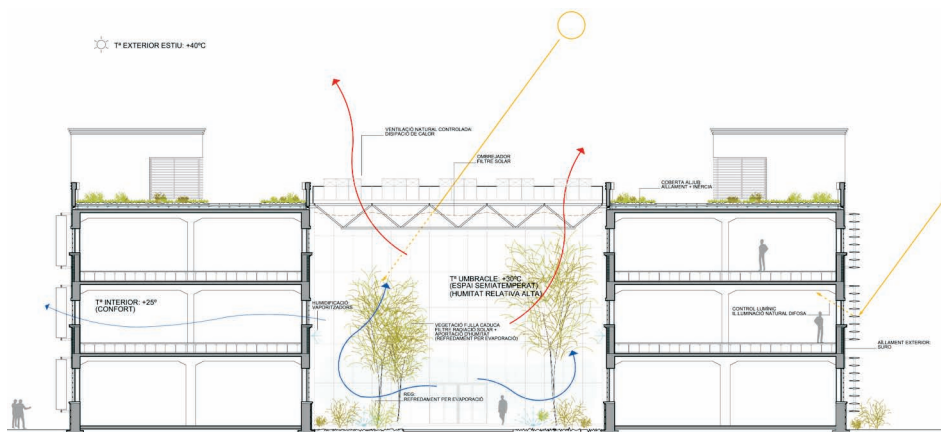 Tª EXTERIOR ESTIU: +40ºC
VENTILACIÓ NATURAL CONTROLADA:
DISIPACIÓ DE CALOR
OMBREJADOR
FILTRE SOLAR
COBERTA ALJUB:
AÏLLAMENT + INÈRCIA
Tª UMBRACLE: +30ºC
(ESPAI SEMIATEMPERAT)
(HUMITAT RELATIVA ALTA)
Tª INTERIOR: +25º
(CONFORT)
HUMIDIFICACIÓ
VAPORITZADORS
VEGETACIÓ FULLA CADUCA
FILTRE RADIACIÓ SOLAR +
APORTACIÓ D'HUMITAT
(REFREDAMENT PER EVAPORACIÓ)
CONTROL LUMÍNIC
IL.LUMINACIÓ NATURAL DIFOSA
AÏLLAMENT EXTERIOR:
SURO
REG:
REFREDAMENT PER EVAPORACIÓ